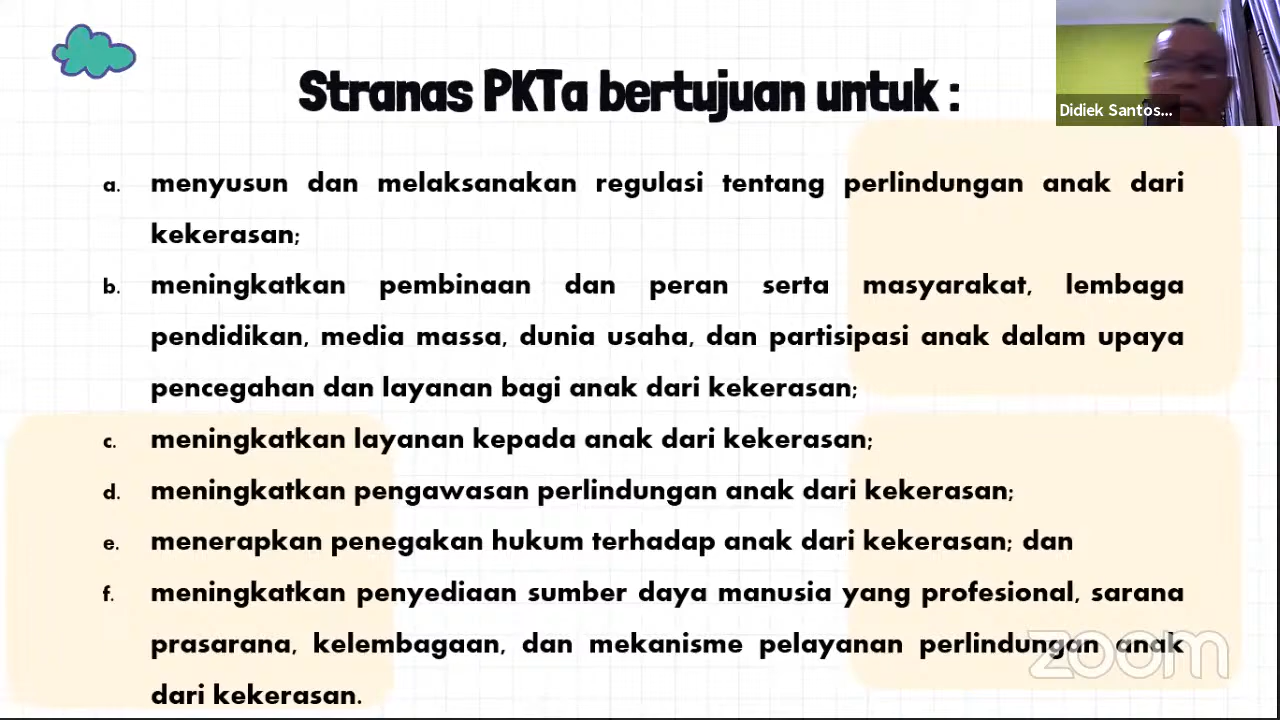 Stranas PKTa bertujuan untuk :
Didiek Santos...
a. menyusun dan melaksanakan regulasi tentang perlindungan anak dari
kekerasan;
b. meningkatkan pembinaan dan peran serta masyarakat, lembaga
pendidikan, media massa, dunia usaha, dan partisipasi anak dalam upaya
pencegahan dan layanan bagi anak dari kekerasan;
c. meningkatkan layanan kepada anak dari kekerasan;
d. meningkatkan pengawasan perlindungan anak dari kekerasan;
e. menerapkan penegakan hukum terhadap anak dari kekerasan; dan
f. meningkatkan penyediaan sumber daya manusia yang profesional, sarana
prasarana, kelembagaan, dan mekanisme pelayanan perlindungan anak
dari kekerasan.
zoom